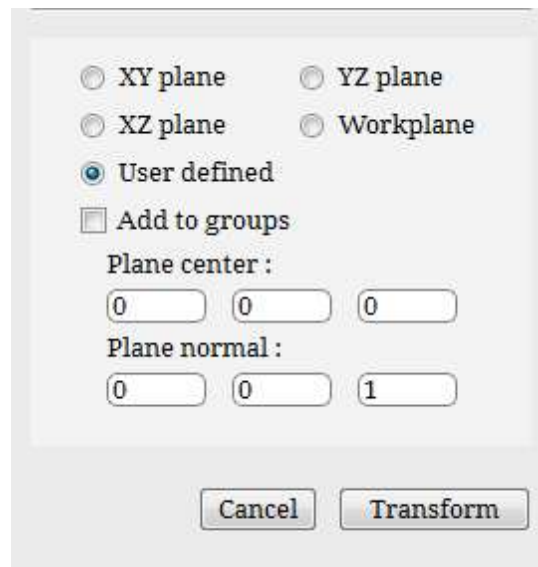 XY plane YZ plane
XZ plane Workplane
User defined
Add to groups
Plane center :
0 0 0
Plane normal :
0 0 1
Cancel Transform